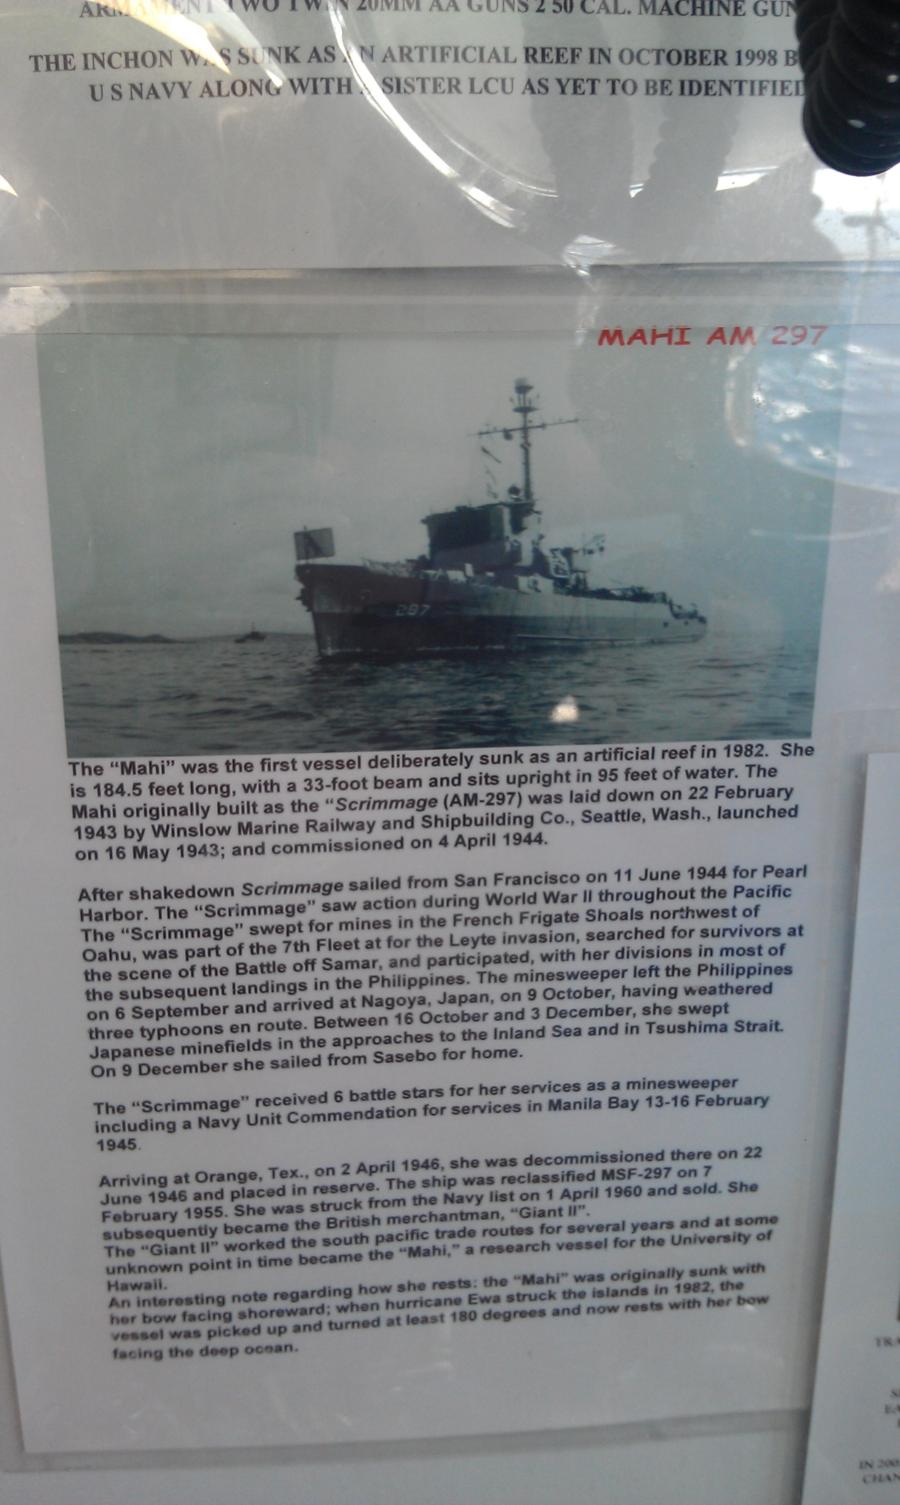 ARMAMENT TWO TWIN 20MM AA GUNS 2 50 CAL. MACHINE GUN
THE INCHON WAS SUNK AS AN ARTIFICIAL REEF IN OCTOBER 1998 B
U S NAVY ALONG WITH A SISTER LCU AS YET TO BE IDENTIFIED
MAHI AM 297
297
The “Mahi” was the first vessel deliberately sunk as an artificial reef in 1982. She
is 184.5 feet long, with a 33-foot beam and sits upright in 95 feet of water. The
Mahi originally built as the “Scrimmage (AM-297) was laid down on 22 February
1943 by Winslow Marine Railway and Shipbuilding Co., Seattle, Wash., launched
on 16 May 1943; and commissioned on 4 April 1944.
After shakedown Scrimmage sailed from San Francisco on 11 June 1944 for Pearl
Harbor. The “Scrimmage” saw action during World War II throughout the Pacific
The “Scrimmage” swept for mines in the French Frigate Shoals northwest of
Oahu, was part of the 7th Fleet at for the Leyte invasion, searched for survivors at
the scene of the Battle off Samar, and participated, with her divisions in most of
the subsequent landings in the Philippines. The minesweeper left the Philippines
on 6 September and arrived at Nagoya, Japan, on 9 October, having weathered
three typhoons en route. Between 16 October and 3 December, she swept
Japanese minefields in the approaches to the Inland Sea and in Tsushima Strait.
On 9 December she sailed from Sasebo for home.
The “Scrimmage” received 6 battle stars for her services as a minesweeper
including a Navy Unit Commendation for services in Manila Bay 13-16 February
1945.
Arriving at Orange, Tex., on 2 April 1946, she was decommissioned there on 22
June 1946 and placed in reserve. The ship was reclassified MSF-297 on 7
February 1955. She was struck from the Navy list on 1 April 1960 and sold. She
subsequently became the British merchantman, “Giant II”.
The “Giant II” worked the south pacific trade routes for several years and at some
unknown point in time became the “Mahi,” a research vessel for the University of
Hawaii.
An interesting note regarding how she rests: the “Mahi” was originally sunk with
her bow facing shoreward; when hurricane Ewa struck the islands in 1982, the
vessel was picked up and turned at least 180 degrees and now rests with her bow
facing the deep ocean.
TRA
EA
IN 200
CHAN